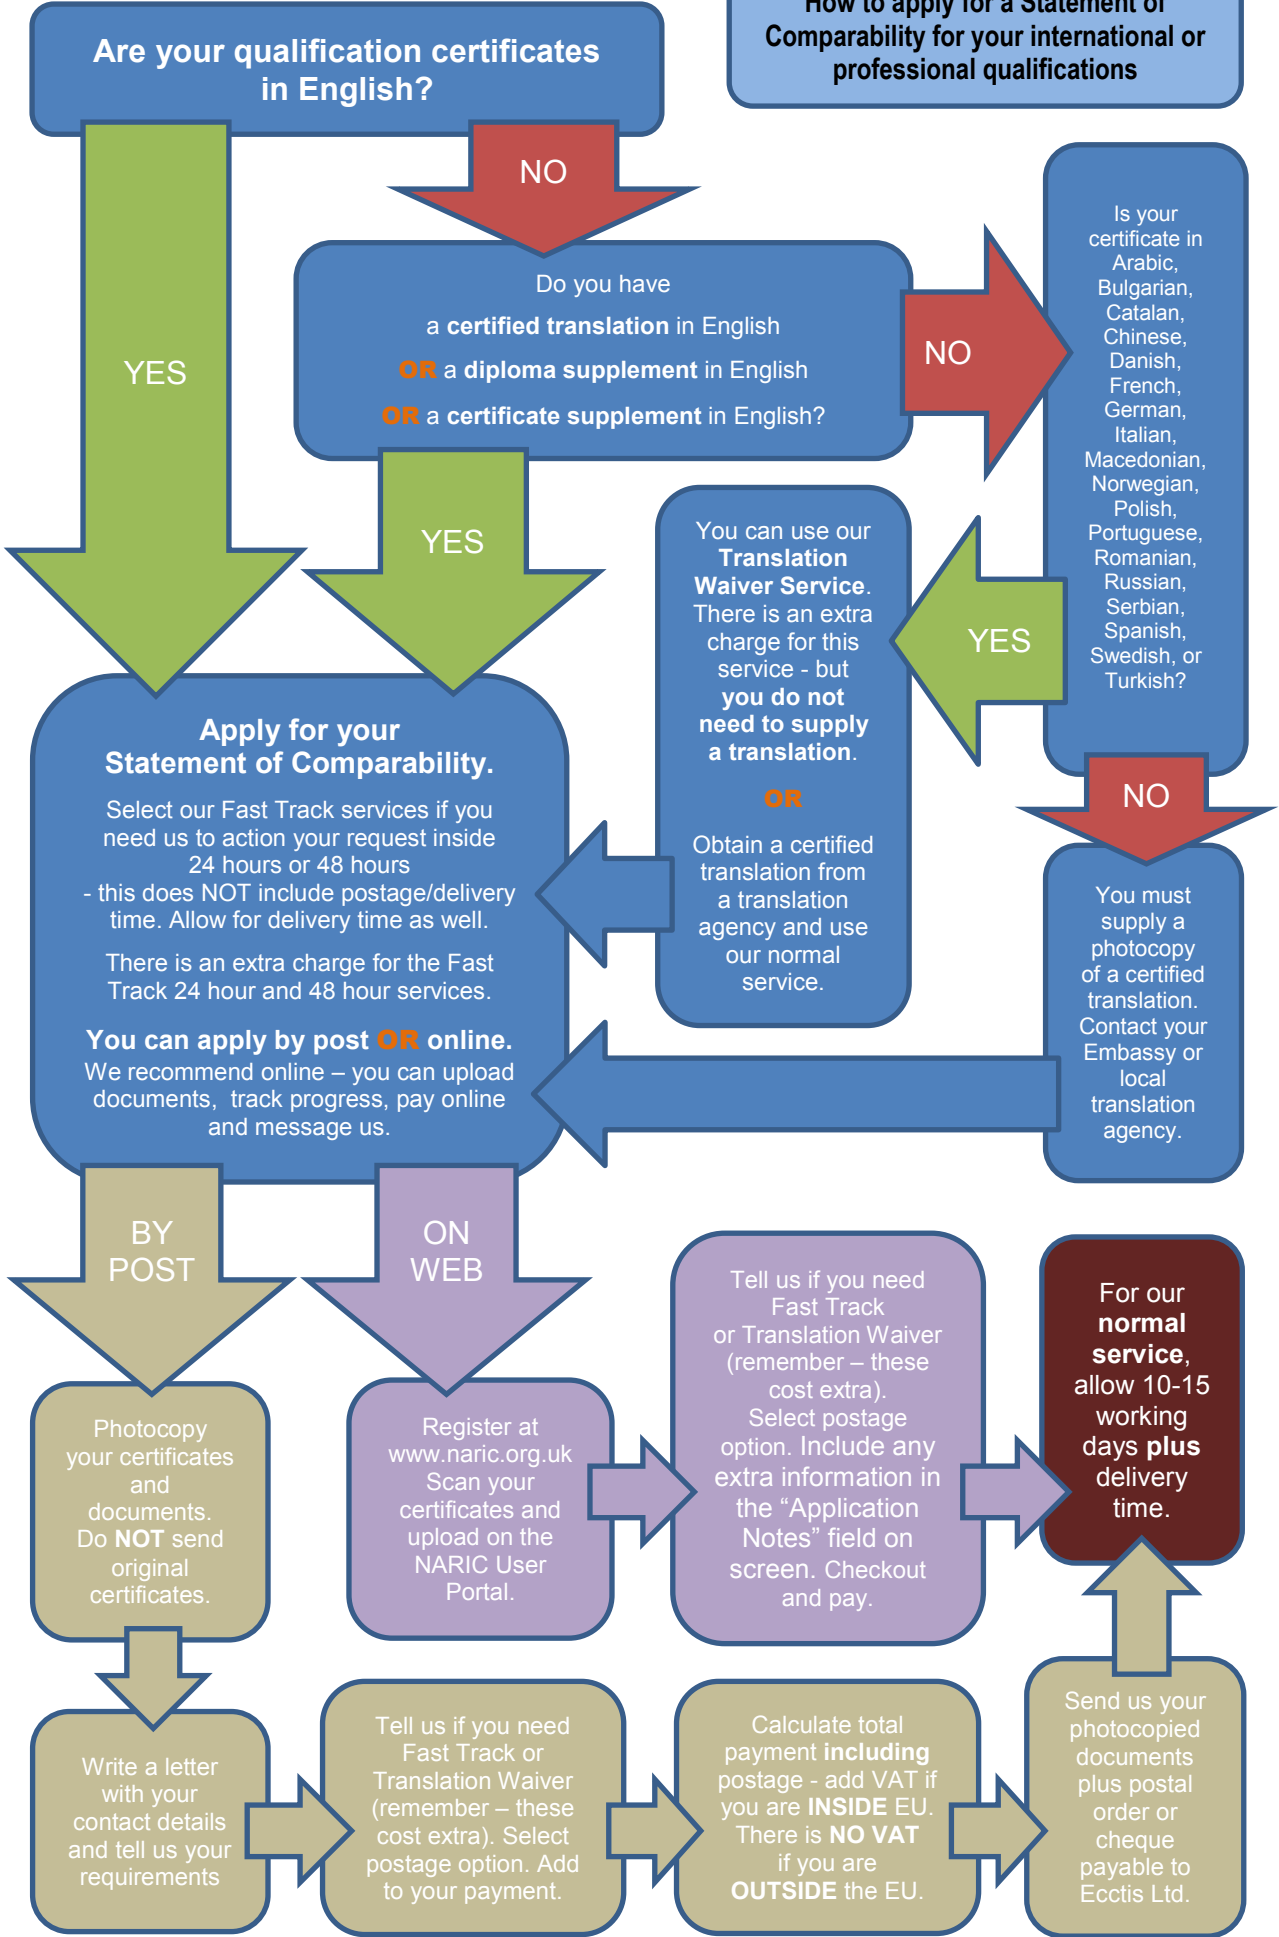 How to apply for a Statement of
Comparability for your international or
professional qualifications
Are your qualification certificates
in English?
YES
NO
Do you have
a certified translation in English
OR a diploma supplement in English
OR a certificate supplement in English?
YES
NO
Is your
certificate in
Arabic,
Bulgarian,
Catalan,
Chinese,
Danish,
French,
German,
Italian,
Macedonian,
Norwegian,
Polish,
Portuguese,
Romanian,
Russian,
Serbian,
Spanish,
Swedish, or
Turkish?
YES
NO
You can use our
Translation
Waiver Service.
There is an extra
charge for this
service - but
you do not
need to supply
a translation.
OR
Obtain a certified
translation from
a translation
agency and use
our normal
service.
You must
supply a
photocopy
of a certified
translation.
Contact your
Embassy or
local
translation
agency.
Apply for your
Statement of Comparability.
Select our Fast Track services if you
need us to action your request inside
24 hours or 48 hours
- this does NOT include postage/delivery
time. Allow for delivery time as well.
There is an extra charge for the Fast
Track 24 hour and 48 hour services.
You can apply by post OR online.
We recommend online – you can upload
documents, track progress, pay online
and message us.
BY
POST
ON
WEB
Register at
www.naric.org.uk
Scan your
certificates and
upload on the
NARIC User
Portal.
Tell us if you need
Fast Track
or Translation Waiver
(remember – these
cost extra).
Select postage
option. Include any
extra information in
the “Application
Notes” field on
screen. Checkout
and pay.
For our
normal
service,
allow 10-15
working
days plus
delivery
time.
Photocopy
your certificates
and
documents.
Do NOT send
original
certificates.
Write a letter
with your
contact details
and tell us your
requirements
Tell us if you need
Fast Track or
Translation Waiver
(remember – these
cost extra). Select
postage option. Add
to your payment.
Calculate total
payment including
postage - add VAT if
you are INSIDE EU.
There is NO VAT
if you are
OUTSIDE the EU.
Send us your
photocopied
documents
plus postal
order or
cheque
payable to
Ecctis Ltd.